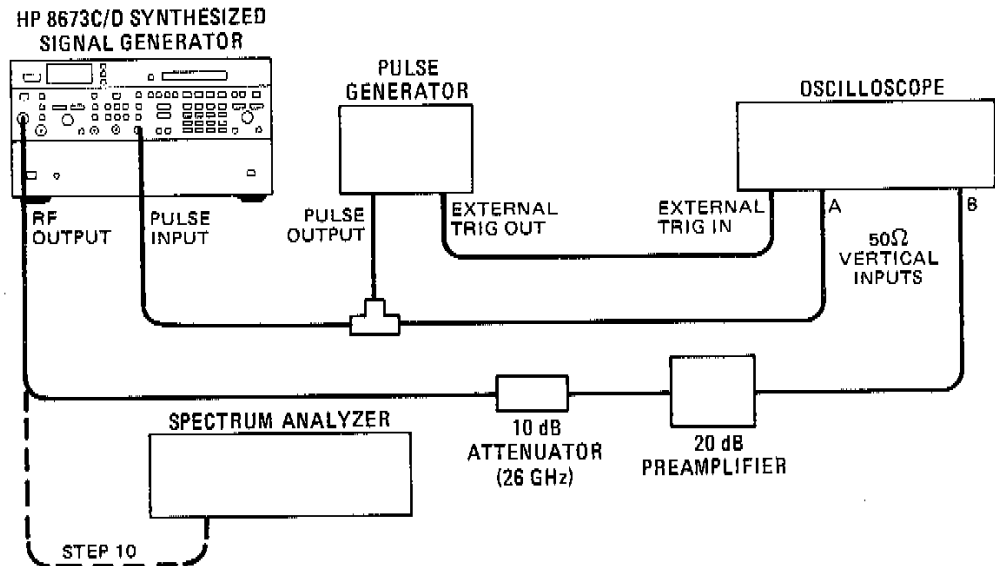 HP 8673C/D SYNTHESIZED
SIGNAL GENERATOR
PULSE
GENERATOR
OSCILLOSCOPE
RF
OUTPUT
PULSE
INPUT
PULSE
OUTPUT
EXTERNAL
TRIG OUT
EXTERNAL
TRIG IN
A
B
50Ω
VERTICAL
INPUTS
SPECTRUM ANALYZER
10 dB
ATTENUATOR
(26 GHz)
20 dB
PREAMPLIFIER
STEP 10